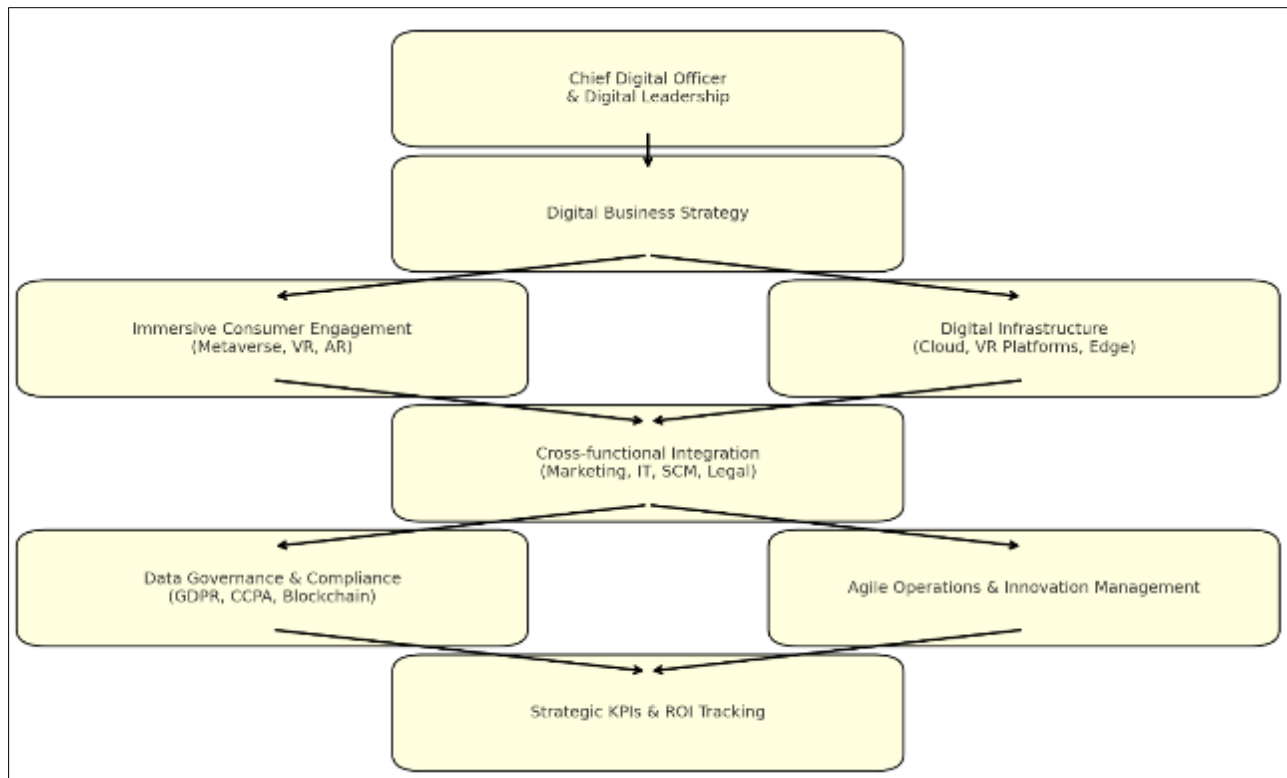 Chief Digital Officer
& Digital Leadership
Digital Business Strategy
Immersive Consumer Engagement
(Metaverse, VR, AR)
Digital Infrastructure
(Cloud, VR Platforms, Edge)
Cross-functional Integration
(Marketing, IT, SCM, Legal)
Data Governance & Compliance
(GDPR, CCPA, Blockchain)
Agile Operations & Innovation Management
Strategic KPIs & ROI Tracking